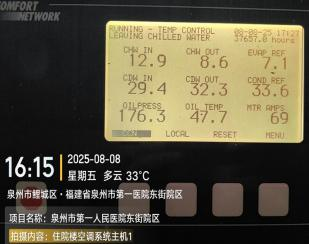 COMFORT
NETWORK
RUNNING - TEMP CONTROL
LEAVING CHILLED WATER
08-08-25 17:27
37657.0 hours
CHW IN CHW OUT EVAP REF
12.9 8.6 7.1
CDW IN CDW OUT COND REF
29.4 32.3 33.6
OILPRESS OIL TEMP MTR AMPS
176.3 47.7 69
CCN LOCAL RESET MENU
16:15
2025-08-08
星期五 多云 33℃
泉州市鲤城区·福建省泉州市第一医院东街院区
项目名称：泉州市第一人民医院东街院区
拍摄内容：住院楼空调系统主机1